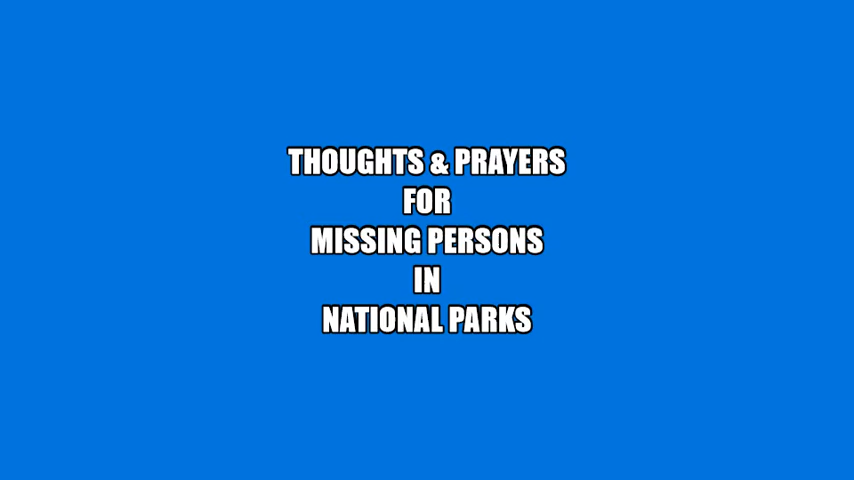 THOUGHTS & PRAYERS
FOR
MISSING PERSONS
IN
NATIONAL PARKS